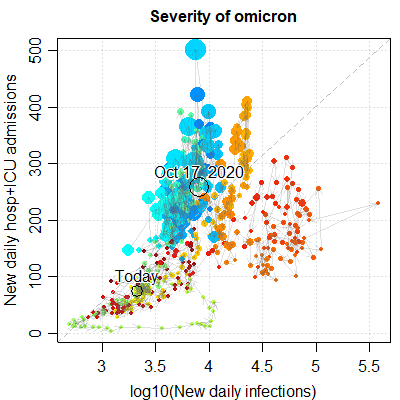 Severity of omicron
New daily hosp+ICU admissions
500
400
300
200
100
0
Oct 17, 2020
Today
3
3.5
4
4.5
5
5.5
log10(New daily infections)